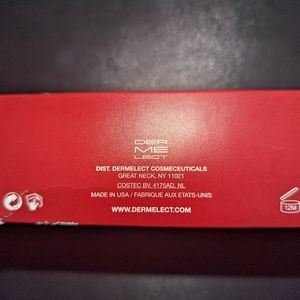 DER
ME
LECT
DIST. DERMELECT COSMECEUTICALS
GREAT NECK, NY 11021
COSTEC BV, 4175AD, NL
MADE IN USA / FABRIQUE AUX ETATS-UNIS
WWW.DERMELECT.COM
12M